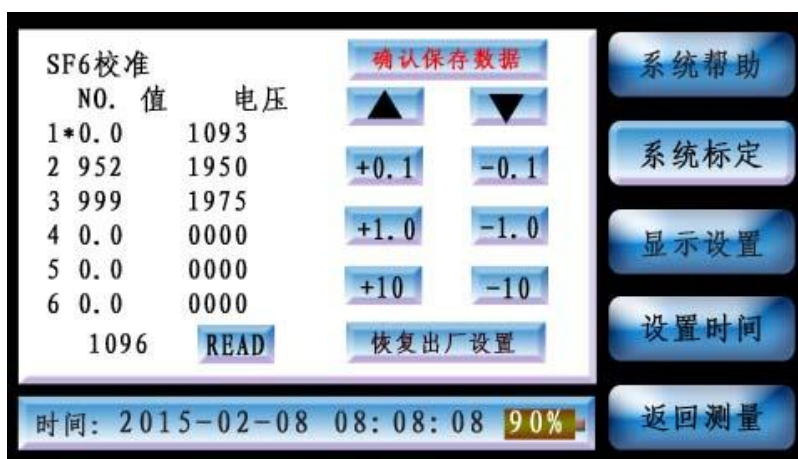 SF6校准
NO. 值 电压
1*0.0 1093
2 952 1950
3 999 1975
4 0.0 0000
5 0.0 0000
6 0.0 0000
1096 READ
确认保存数据
▲ ▼
+0.1 -0.1
+1.0 -1.0
+10 -10
恢复出厂设置
系统帮助
系统标定
显示设置
设置时间
返回测量
时间: 2015-02-08 08:08:08 90%